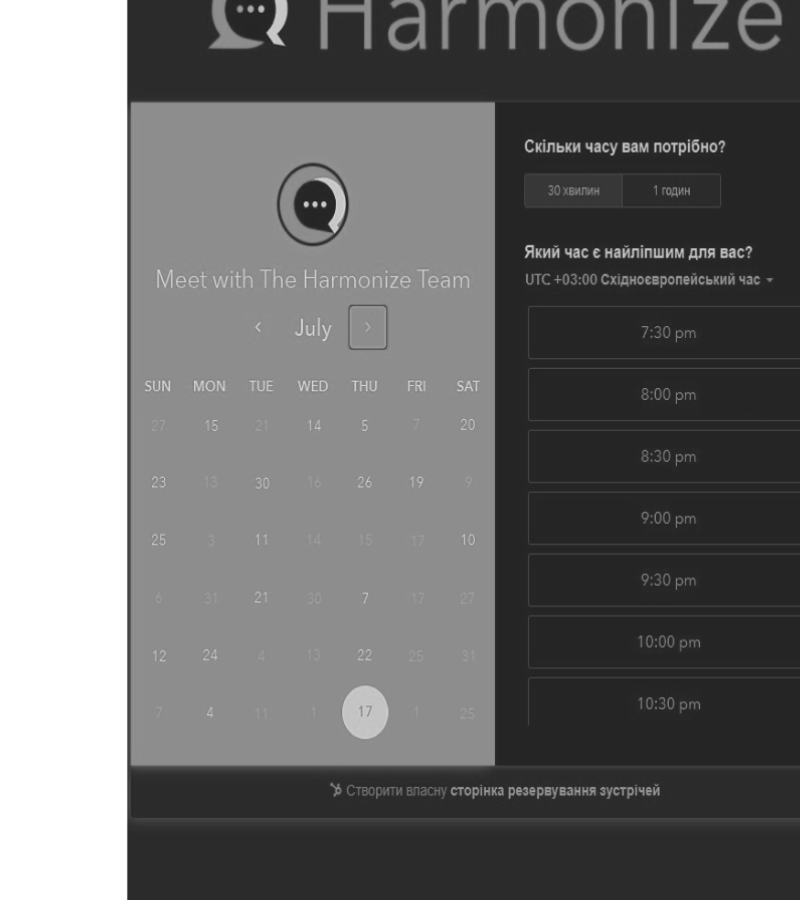 Harmonize
Meet with The Harmonize Team
July
SUN MON TUE WED THU FRI SAT
27 15 21 14 5 7 20
23 13 30 16 26 19 9
25 3 11 14 15 17 10
6 31 21 30 7 17 27
12 24 4 13 22 25 31
7 4 11 1 17 1 25
Скільки часу вам потрібно?
30 хвилин 1 годин
Який час є найліпшим для вас?
UTC +03:00 Східноєвропейський час
7:30 pm
8:00 pm
8:30 pm
9:00 pm
9:30 pm
10:00 pm
10:30 pm
Створити власну сторінка резервування зустрічей